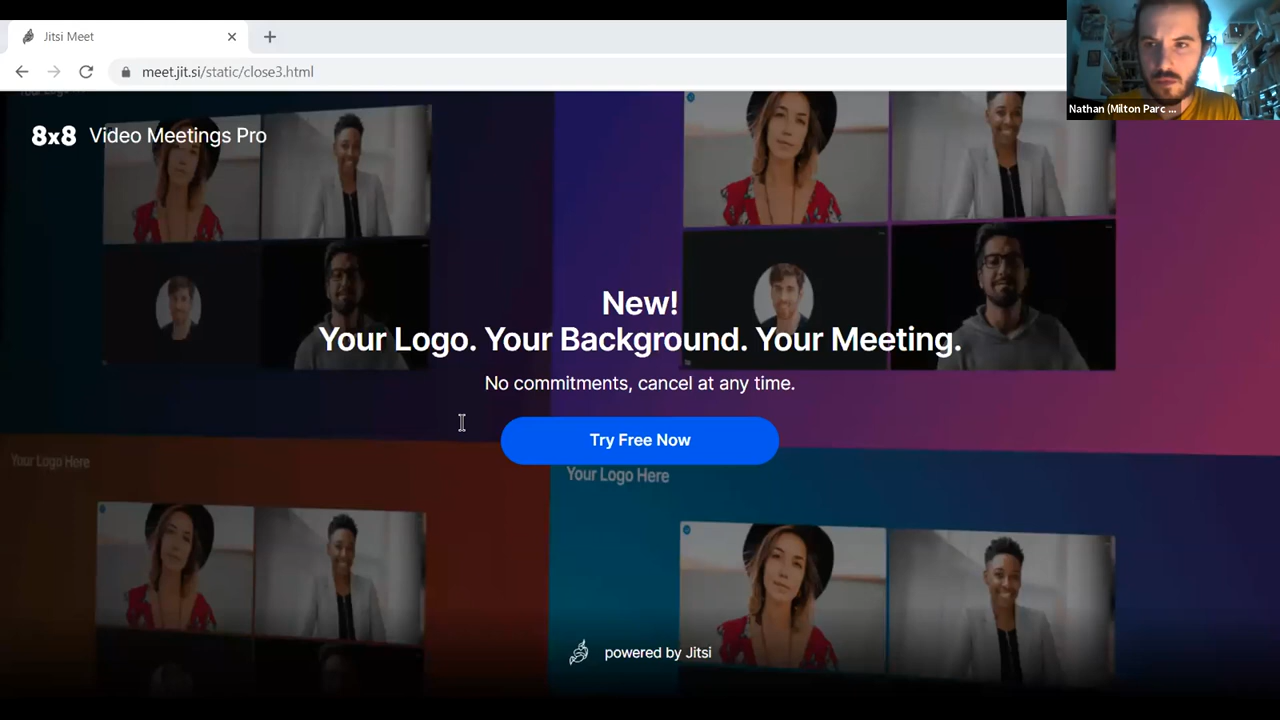 Jitsi Meet
meet.jit.si/static/close3.html
Nathan (Milton Parc ...
8x8 Video Meetings Pro
New!
Your Logo. Your Background. Your Meeting.
No commitments, cancel at any time.
Try Free Now
Your Logo Here
Your Logo Here
powered by Jitsi